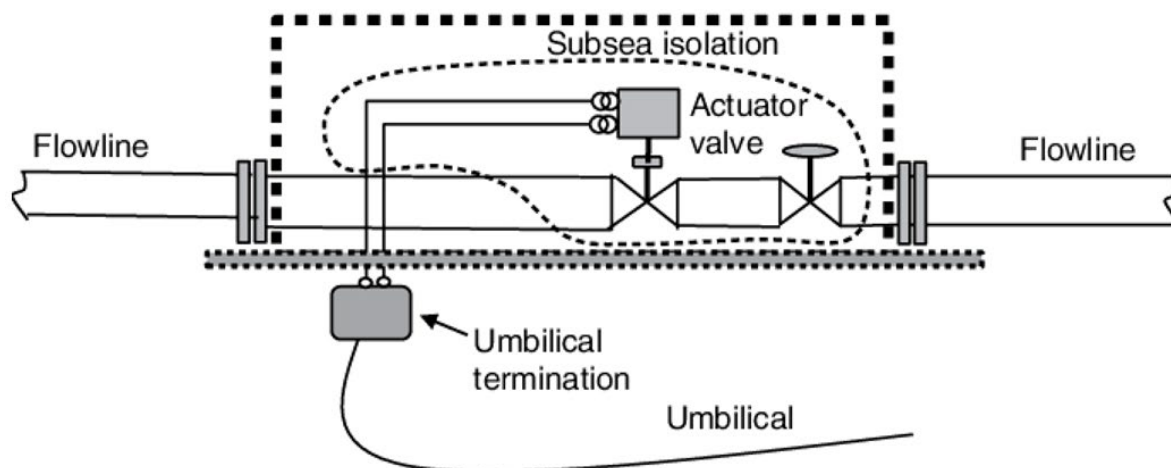 Subsea isolation
Actuator
valve
Flowline
Flowline
Umbilical
termination
Umbilical